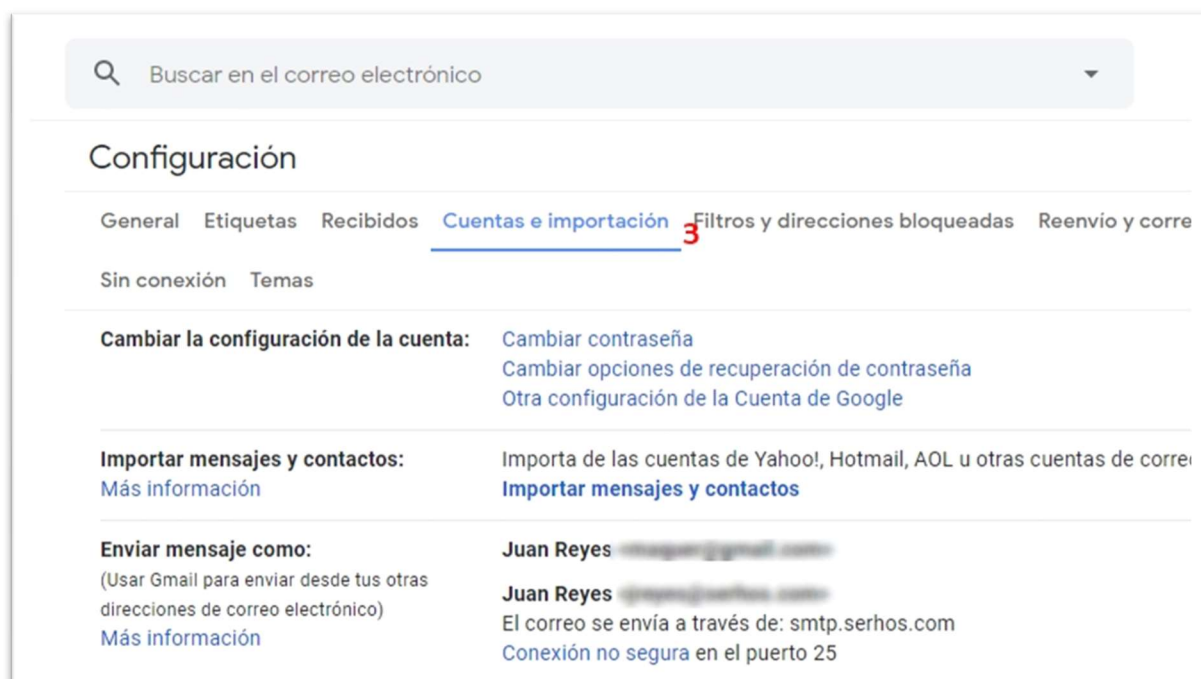 Buscar en el correo electrónico
Configuración
General Etiquetas Recibidos Cuentas e importación 3 Filtros y direcciones bloqueadas Reenvío y corre
Sin conexión Temas
Cambiar la configuración de la cuenta: Cambiar contraseña
Cambiar opciones de recuperación de contraseña
Otra configuración de la Cuenta de Google
Importar mensajes y contactos: Importa de las cuentas de Yahoo!, Hotmail, AOL u otras cuentas de corre
Más información Importar mensajes y contactos
Enviar mensaje como: Juan Reyes
(Usar Gmail para enviar desde tus otras
direcciones de correo electrónico)
Más información
Juan Reyes
El correo se envía a través de: smtp.serhos.com
Conexión no segura en el puerto 25